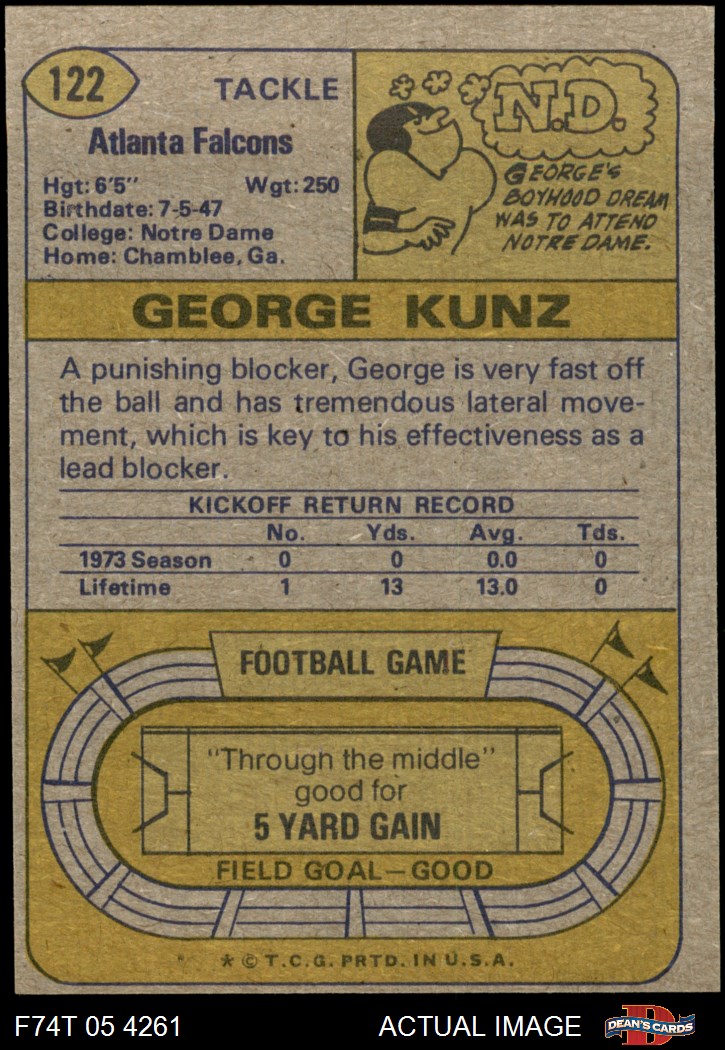 122
TACKLE
Atlanta Falcons
Hgt: 6'5" Wgt: 250
Birthdate: 7-5-47
College: Notre Dame
Home: Chamblee, Ga.
N.D.
GEORGE'S
BOYHOOD DREAM
WAS TO ATTEND
NOTRE DAME.
GEORGE KUNZ
A punishing blocker, George is very fast off
the ball and has tremendous lateral move-
ment, which is key to his effectiveness as a
lead blocker.
KICKOFF RETURN RECORD
No. Yds. Avg. Tds.
1973 Season 0 0 0.0 0
Lifetime 1 13 13.0 0
FOOTBALL GAME
"Through the middle"
good for
5 YARD GAIN
FIELD GOAL—GOOD
* © T.C.G. PRTD. IN U.S.A.
F74T 05 4261 ACTUAL IMAGE
D
DEAN'S CARDS